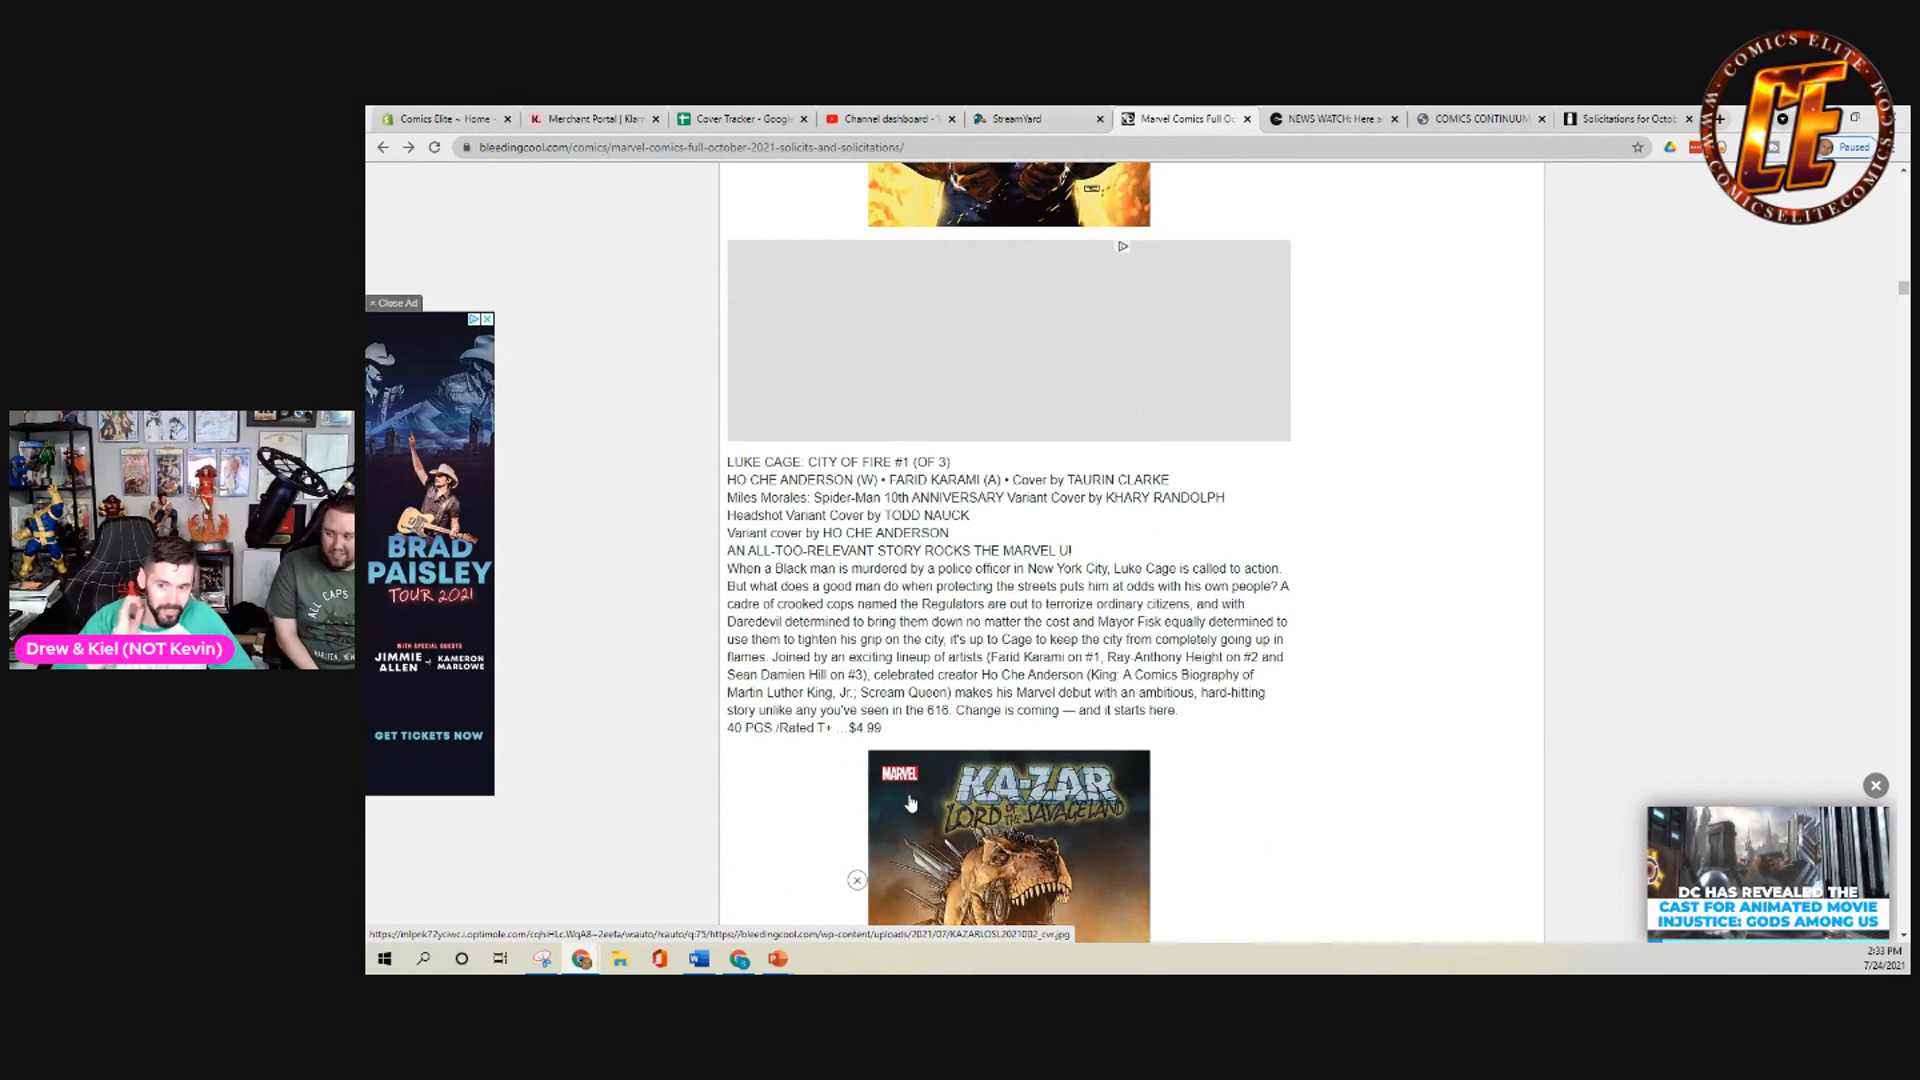 COMICS ELITE
WWW.COMICSELITECOMICS.COM
CE
Comics Elite ~ Home -
Merchant Portal | Klar
Cover Tracker - Google
Channel dashboard -
StreamYard
Marvel Comics Full Oc
NEWS WATCH: Here a
COMICS CONTINUUM
Solicitations for Octob
bleedingcool.com/comics/marvel-comics-full-october-2021-solicits-and-solicitations/
Paused
× Close Ad
BRAD
PAISLEY
TOUR 2021
WITH SPECIAL GUESTS
JIMMIE ALLEN + KAMERON MARLOWE
GET TICKETS NOW
LUKE CAGE: CITY OF FIRE #1 (OF 3)
HO CHE ANDERSON (W) • FARID KARAMI (A) • Cover by TAURIN CLARKE
Miles Morales: Spider-Man 10th ANNIVERSARY Variant Cover by KHARY RANDOLPH
Headshot Variant Cover by TODD NAUCK
Variant cover by HO CHE ANDERSON
AN ALL-TOO-RELEVANT STORY ROCKS THE MARVEL U!
When a Black man is murdered by a police officer in New York City, Luke Cage is called to action.
But what does a good man do when protecting the streets puts him at odds with his own people? A
cadre of crooked cops named the Regulators are out to terrorize ordinary citizens, and with
Daredevil determined to bring them down no matter the cost and Mayor Fisk equally determined to
use them to tighten his grip on the city, it's up to Cage to keep the city from completely going up in
flames. Joined by an exciting lineup of artists (Farid Karami on #1, Ray-Anthony Height on #2 and
Sean Damien Hill on #3), celebrated creator Ho Che Anderson (King: A Comics Biography of
Martin Luther King, Jr.; Scream Queen) makes his Marvel debut with an ambitious, hard-hitting
story unlike any you've seen in the 616. Change is coming — and it starts here.
40 PGS./Rated T+ …$4.99
MARVEL
KA-ZAR
LORD OF THE SAVAGE LAND
ALL CAPS
Drew & Kiel (NOT Kevin)
DC HAS REVEALED THE
CAST FOR ANIMATED MOVIE
INJUSTICE: GODS AMONG US
2:33 PM
7/24/2021